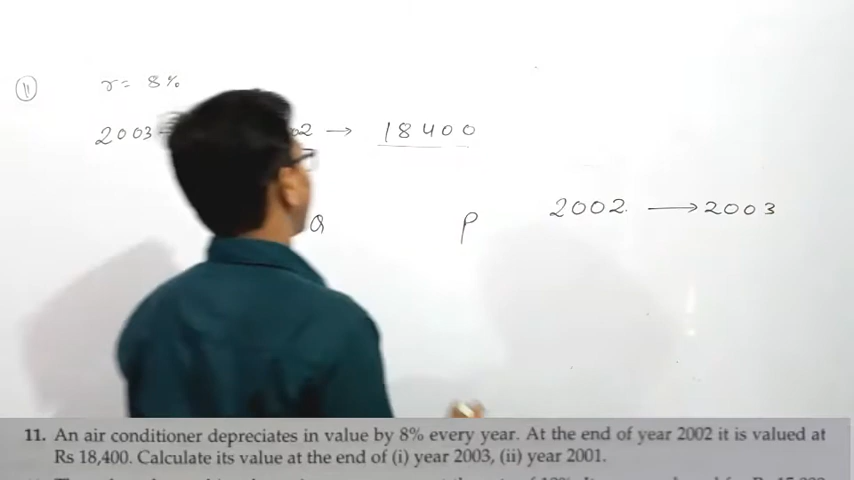 11 r= 8%
2003 02 → 18400
2002. → 2003
Q P
11. An air conditioner depreciates in value by 8% every year. At the end of year 2002 it is valued at
Rs 18,400. Calculate its value at the end of (i) year 2003, (ii) year 2001.